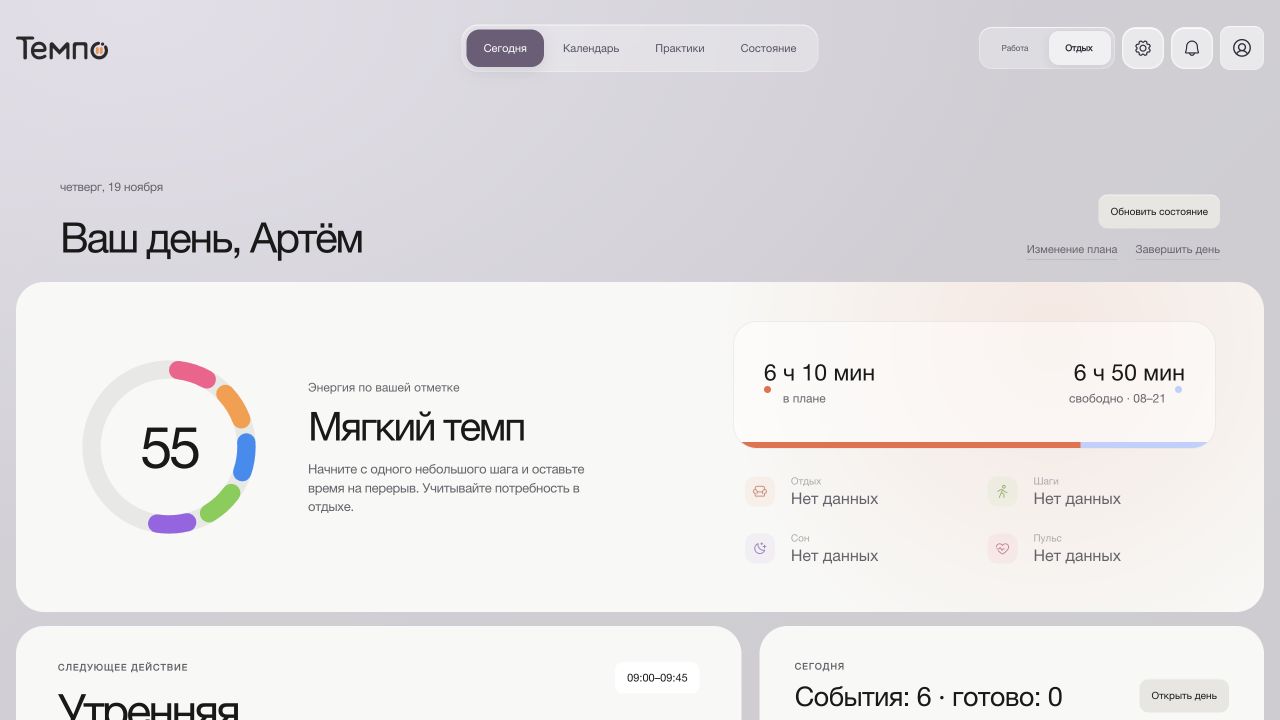 Темпо
Сегодня
Календарь
Практики
Состояние
Работа
Отдых
четверг, 19 ноября
Ваш день, Артём
Обновить состояние
Изменение плана
Завершить день
55
Энергия по вашей отметке
Мягкий темп
Начните с одного небольшого шага и оставьте
время на перерыв. Учитывайте потребность в
отдыхе.
6 ч 10 мин
в плане
6 ч 50 мин
свободно · 08–21
Отдых
Нет данных
Шаги
Нет данных
Сон
Нет данных
Пульс
Нет данных
СЛЕДУЮЩЕЕ ДЕЙСТВИЕ
09:00–09:45
Утренняя
СЕГОДНЯ
События: 6 · готово: 0
Открыть день